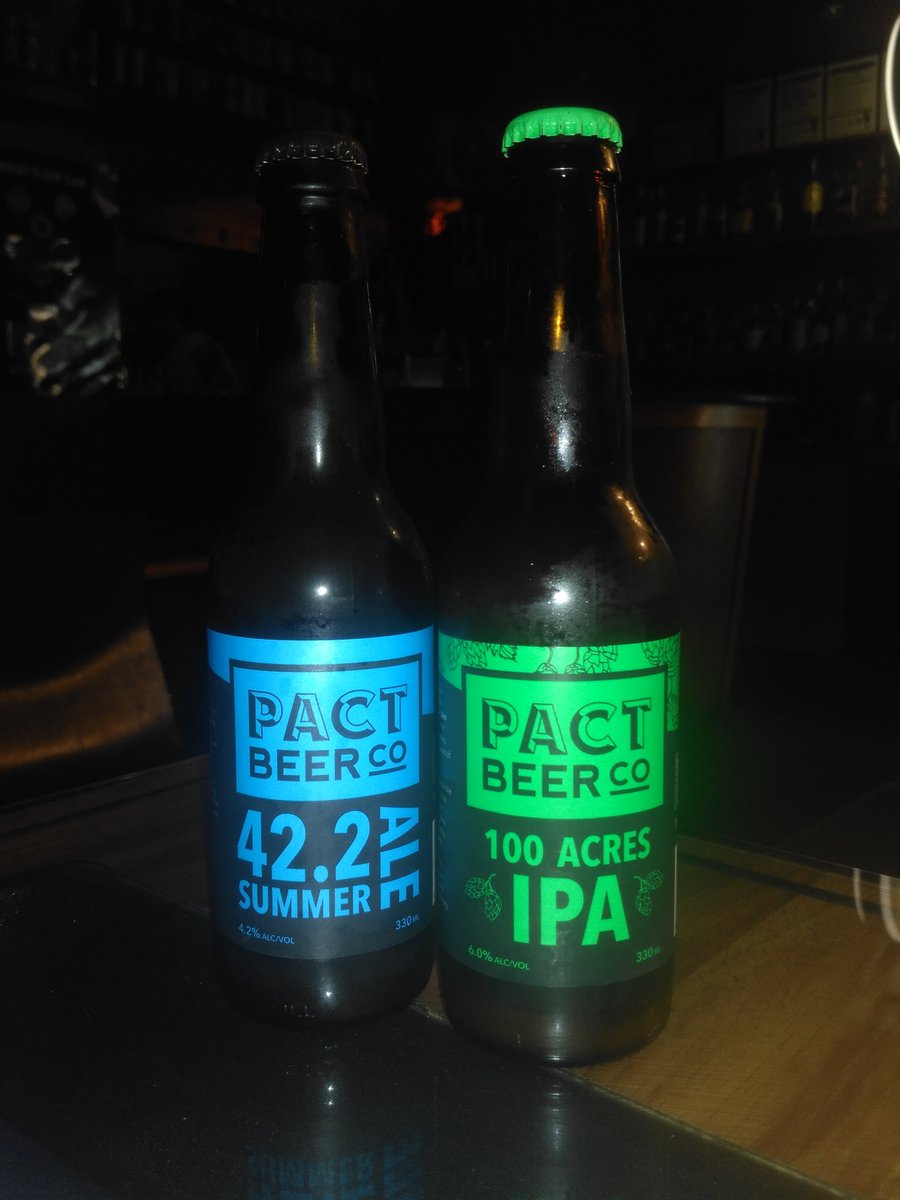 PACT
BEER CO
42.2
SUMMER
ALE
4.2% ALC/VOL
330 ML
PACT
BEER CO
100 ACRES
IPA
6.0% ALC/VOL
330 ML